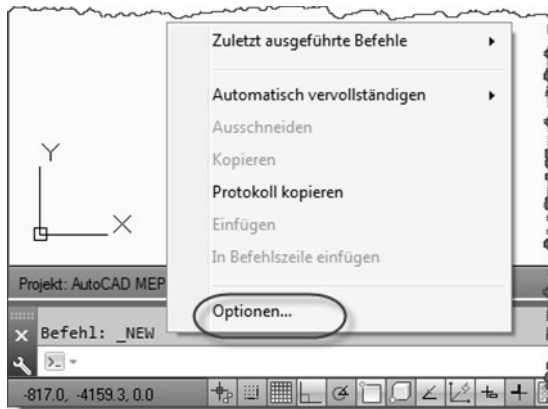 Zuletzt ausgeführte Befehle
Automatisch vervollständigen
Ausschneiden
Kopieren
Protokoll kopieren
Einfügen
In Befehlszeile einfügen
Optionen...
Y
X
Projekt: AutoCAD MEP
Befehl: _NEW
-817.0, -4159.3, 0.0